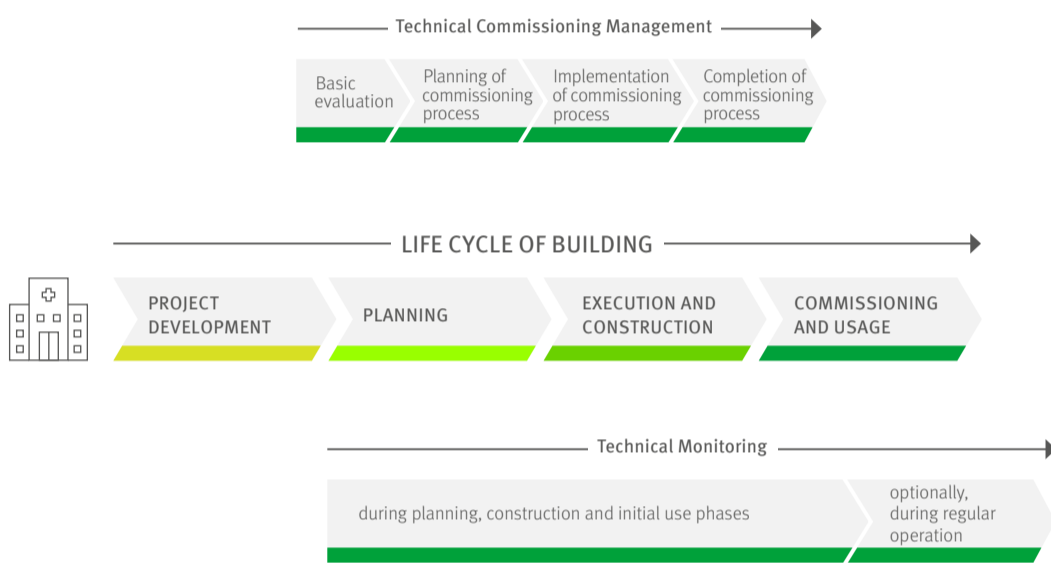 Technical Commissioning Management
Basic
evaluation
Planning of
commissioning
process
Implementation
of commissioning
process
Completion of
commissioning
process
LIFE CYCLE OF BUILDING
PROJECT
DEVELOPMENT
PLANNING
EXECUTION AND
CONSTRUCTION
COMMISSIONING
AND USAGE
Technical Monitoring
during planning, construction and initial use phases
optionally,
during regular
operation